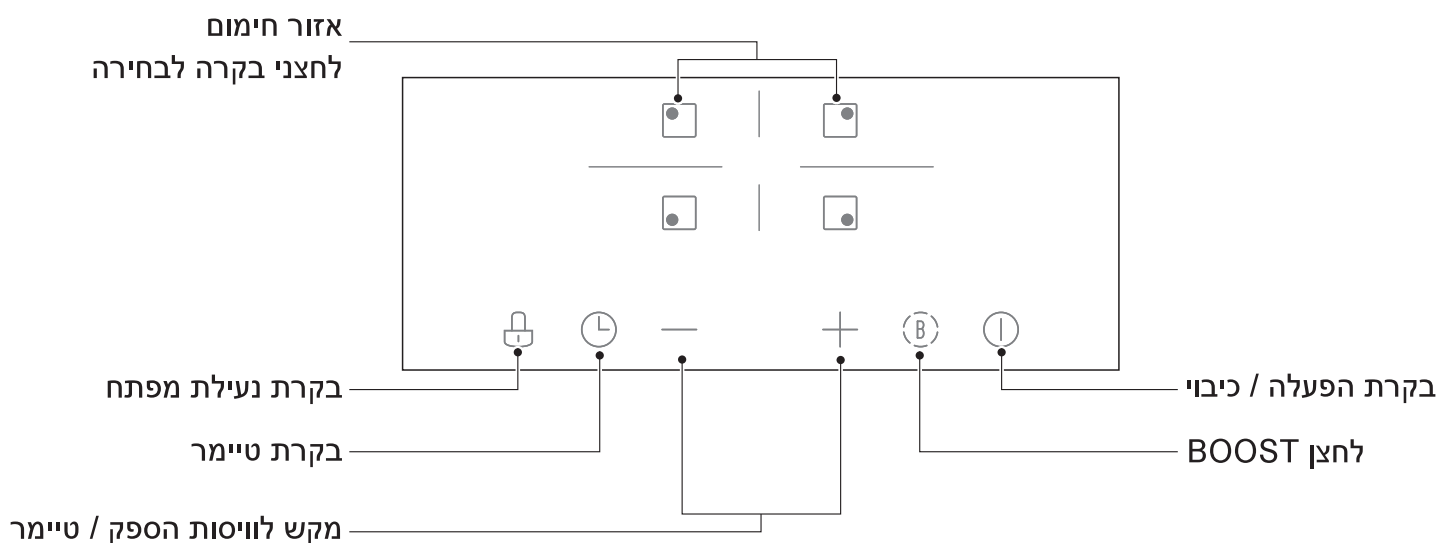 אזור חימום
לחצני בקרה לבחירה
B
בקרת נעילת מפתח
בקרת הפעלה / כיבוי
בקרת טיימר
לחצן BOOST
מקש לוויסות הספק / טיימר